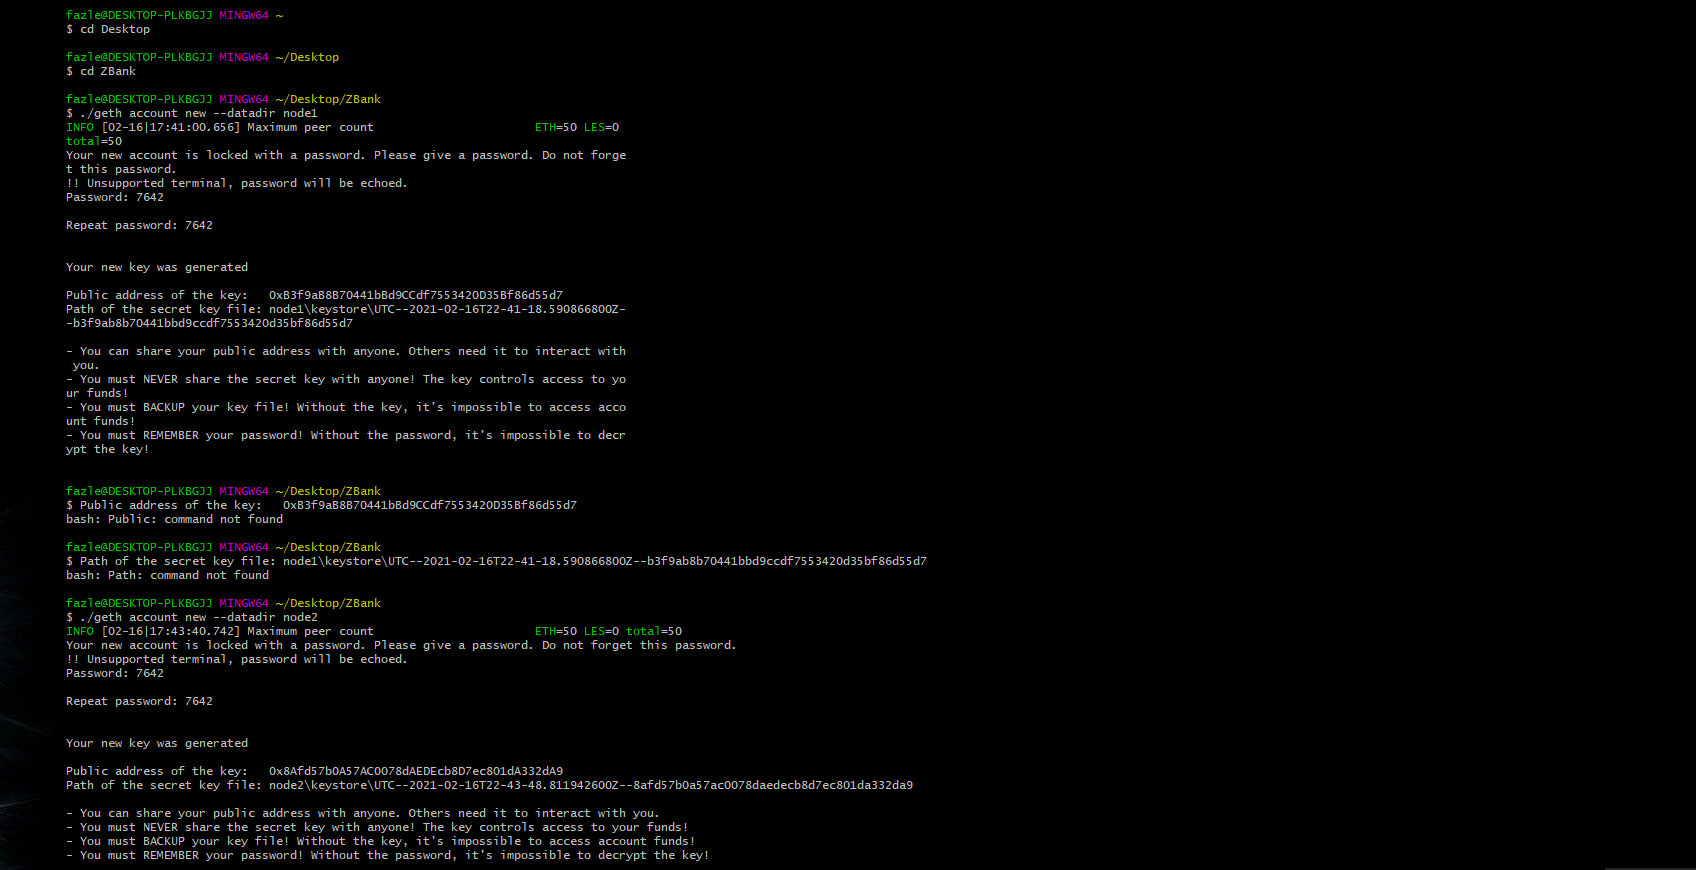 fazle@DESKTOP-PLKBGJJ MINGW64 ~
$ cd Desktop
fazle@DESKTOP-PLKBGJJ MINGW64 ~/Desktop
$ cd ZBank
fazle@DESKTOP-PLKBGJJ MINGW64 ~/Desktop/ZBank
$ ./geth account new --datadir node1
INFO [02-16|17:41:00.656] Maximum peer count ETH=50 LES=0
total=50
Your new account is locked with a password. Please give a password. Do not forge
t this password.
!! Unsupported terminal, password will be echoed.
Password: 7642
Repeat password: 7642
Your new key was generated
Public address of the key: 0xB3f9aB8B70441bBd9CCdf7553420D35Bf86d55d7
Path of the secret key file: node1\keystore\UTC--2021-02-16T22-41-18.590866800Z-
-b3f9ab8b70441bbd9ccdf7553420d35bf86d55d7
- You can share your public address with anyone. Others need it to interact with
you.
- You must NEVER share the secret key with anyone! The key controls access to yo
ur funds!
- You must BACKUP your key file! Without the key, it's impossible to access acco
unt funds!
- You must REMEMBER your password! Without the password, it's impossible to decr
ypt the key!
fazle@DESKTOP-PLKBGJJ MINGW64 ~/Desktop/ZBank
$ Public address of the key: 0xB3f9aB8B70441bBd9CCdf7553420D35Bf86d55d7
bash: Public: command not found
fazle@DESKTOP-PLKBGJJ MINGW64 ~/Desktop/ZBank
$ Path of the secret key file: node1\keystore\UTC--2021-02-16T22-41-18.590866800Z--b3f9ab8b70441bbd9ccdf7553420d35bf86d55d7
bash: Path: command not found
fazle@DESKTOP-PLKBGJJ MINGW64 ~/Desktop/ZBank
$ ./geth account new --datadir node2
INFO [02-16|17:43:40.742] Maximum peer count ETH=50 LES=0 total=50
Your new account is locked with a password. Please give a password. Do not forget this password.
!! Unsupported terminal, password will be echoed.
Password: 7642
Repeat password: 7642
Your new key was generated
Public address of the key: 0x8Afd57b0A57AC0078dAEDEcb8D7ec801dA332dA9
Path of the secret key file: node2\keystore\UTC--2021-02-16T22-43-48.811942600Z--8afd57b0a57ac0078daedecb8d7ec801da332da9
- You can share your public address with anyone. Others need it to interact with you.
- You must NEVER share the secret key with anyone! The key controls access to your funds!
- You must BACKUP your key file! Without the key, it's impossible to access account funds!
- You must REMEMBER your password! Without the password, it's impossible to decrypt the key!